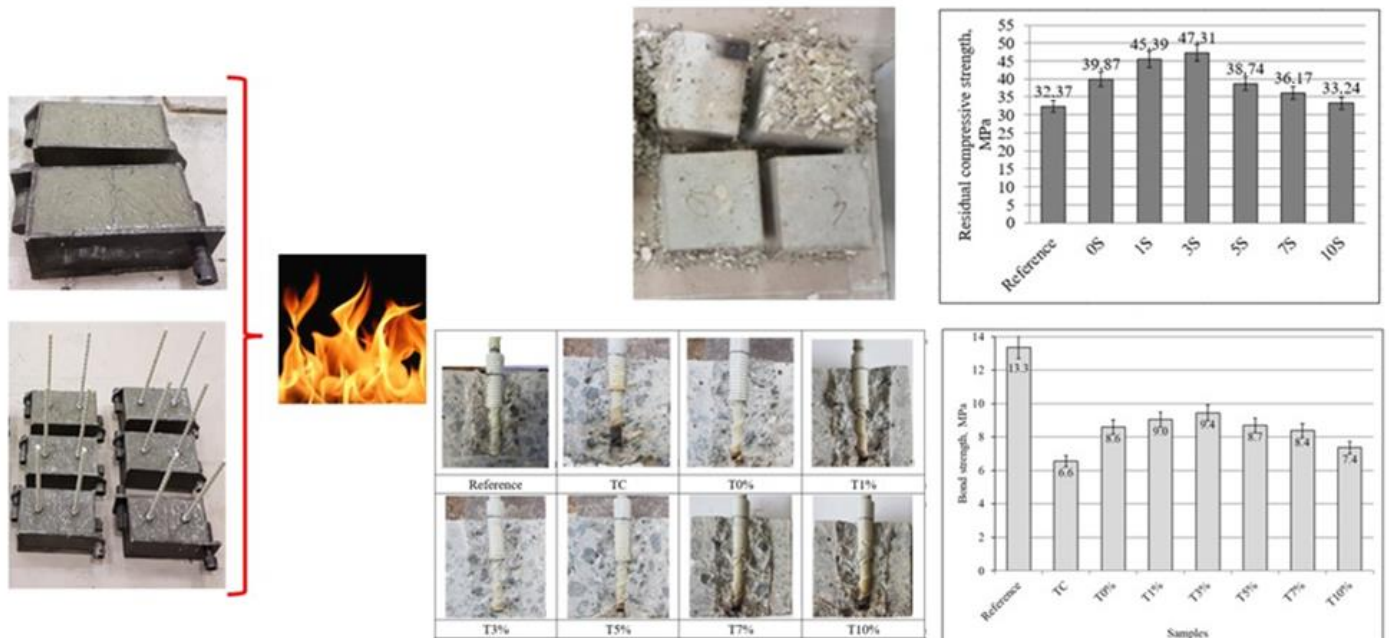 55
50
45
40
35
30
25
20
15
10
5
0
Residual compressive strength,
MPa
32,37
39,87
45,39
47,31
38,74
36,17
33,24
Reference
0S
1S
3S
5S
7S
10S
Reference
TC
T0%
T1%
T3%
T5%
T7%
T10%
14
12
10
8
6
4
2
0
Bond strength, MPa
13.3
6.6
8.6
9.0
9.4
8.7
8.4
7.4
Reference
TC
T0%
T1%
T3%
T5%
T7%
T10%
Samples